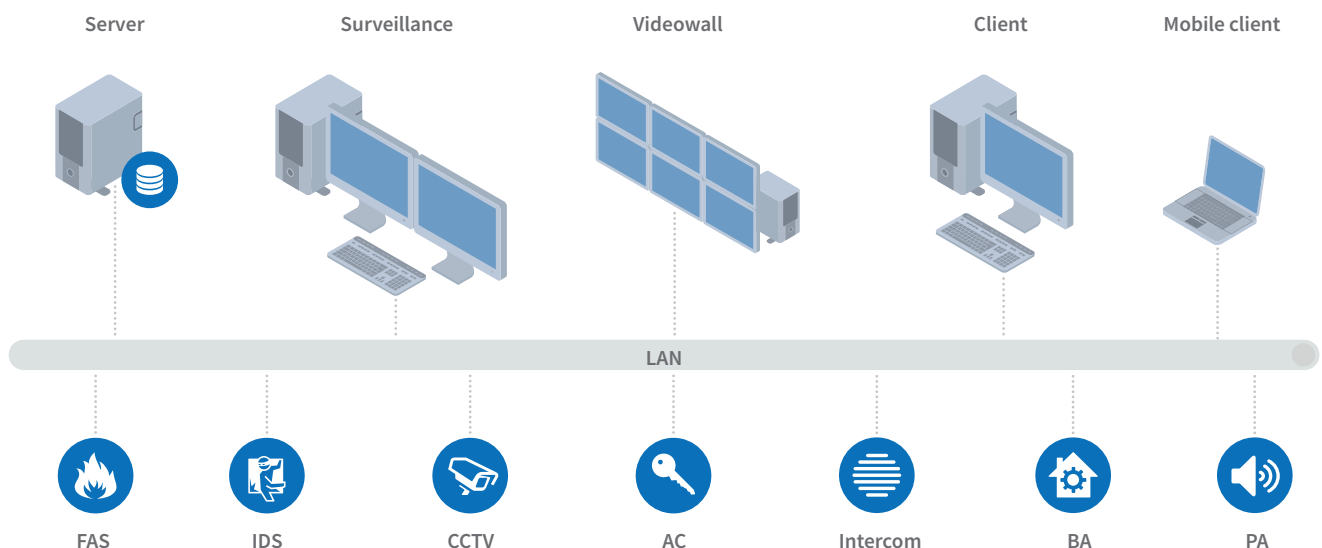 Server
Surveillance
Videowall
Client
Mobile client
LAN
FAS
IDS
CCTV
AC
Intercom
BA
PA